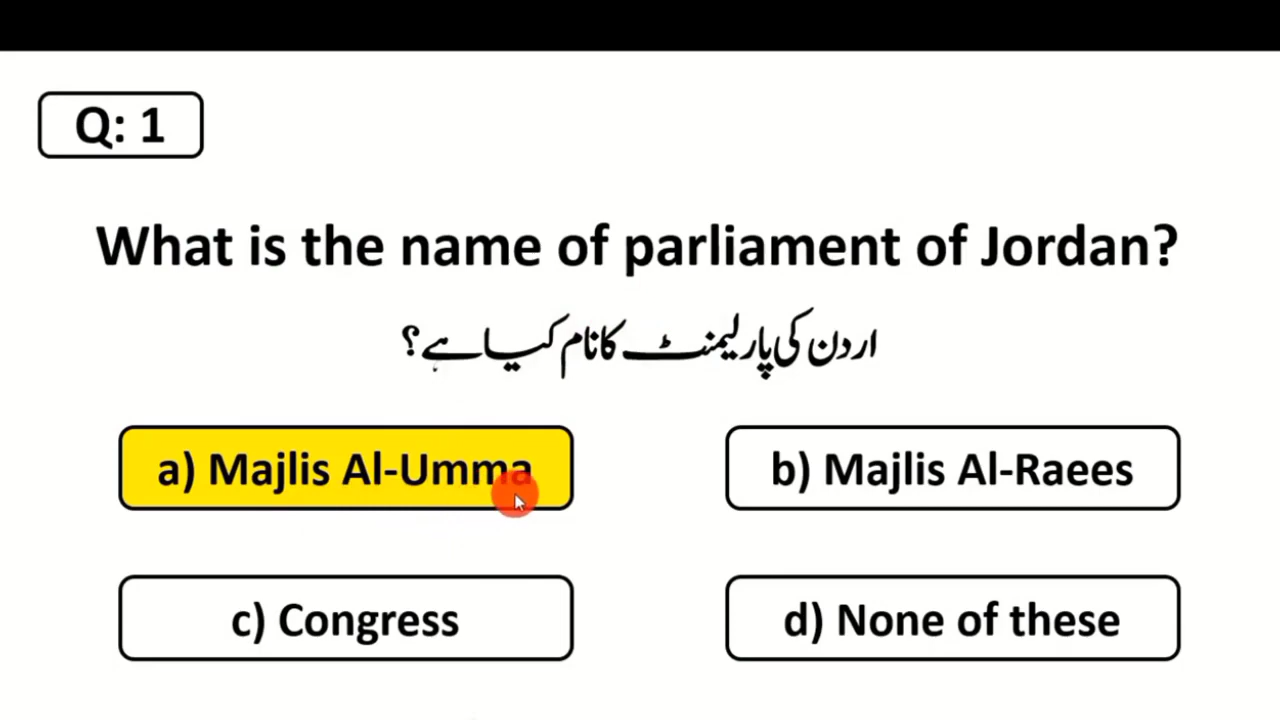 Q: 1
What is the name of parliament of Jordan?
اردن کی پارلیمنٹ کا نام کیا ہے؟
a) Majlis Al-Umma
b) Majlis Al-Raees
c) Congress
d) None of these